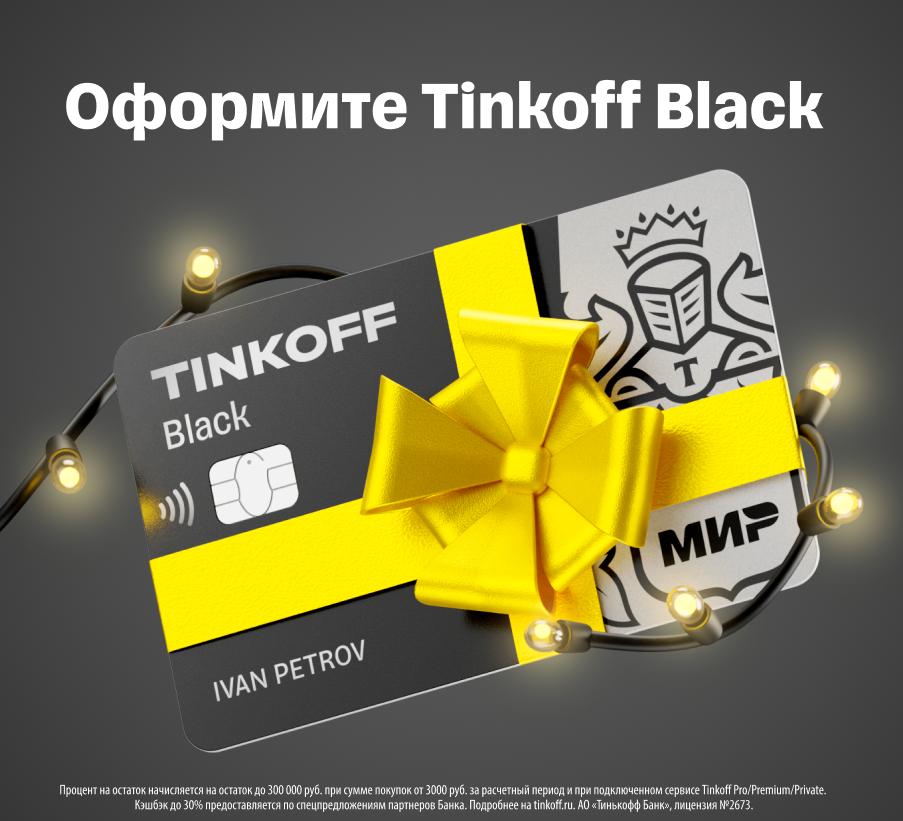 Оформите Tinkoff Black
TINKOFF
Black
Т
МИР
IVAN PETROV
Процент на остаток начисляется на остаток до 300 000 руб. при сумме покупок от 3000 руб. за расчетный период и при подключенном сервисе Tinkoff Pro/Premium/Private.
Кэшбэк до 30% предоставляется по спецпредложениям партнеров Банка. Подробнее на tinkoff.ru. АО «Тинькофф Банк», лицензия №2673.